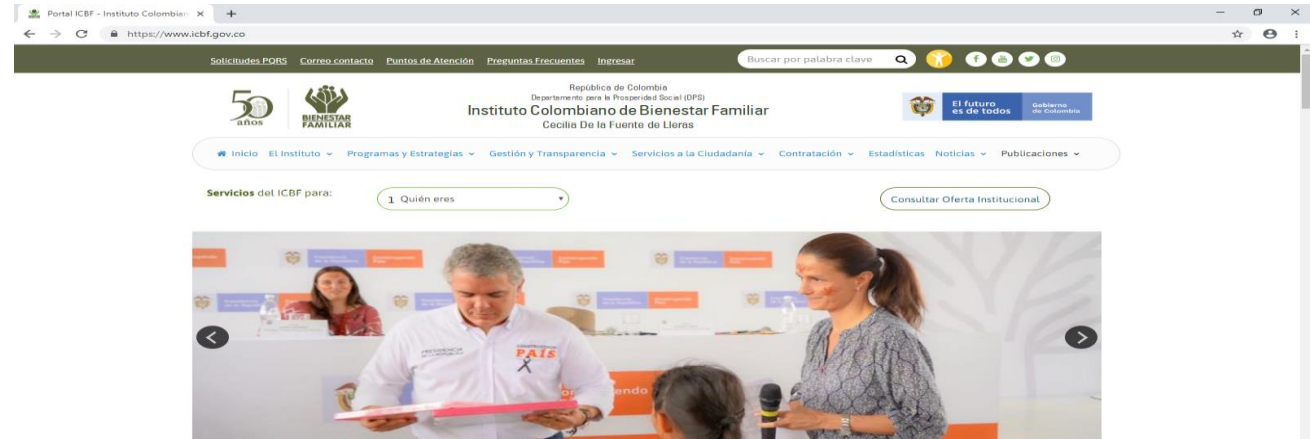 Portal ICBF - Instituto Colombian
https://www.icbf.gov.co
Solicitudes PQRS Correo contacto Puntos de Atención Preguntas Frecuentes Ingresar Buscar por palabra clave
50 años
BIENESTAR FAMILIAR
República de Colombia
Departamento para la Prosperidad Social (DPS)
Instituto Colombiano de Bienestar Familiar
Cecilia De la Fuente de Lleras
El futuro es de todos
Gobierno de Colombia
Inicio El Instituto Programas y Estrategias Gestión y Transparencia Servicios a la Ciudadanía Contratación Estadísticas Noticias Publicaciones
Servicios del ICBF para: 1 Quién eres Consultar Oferta Institucional
PAÍS